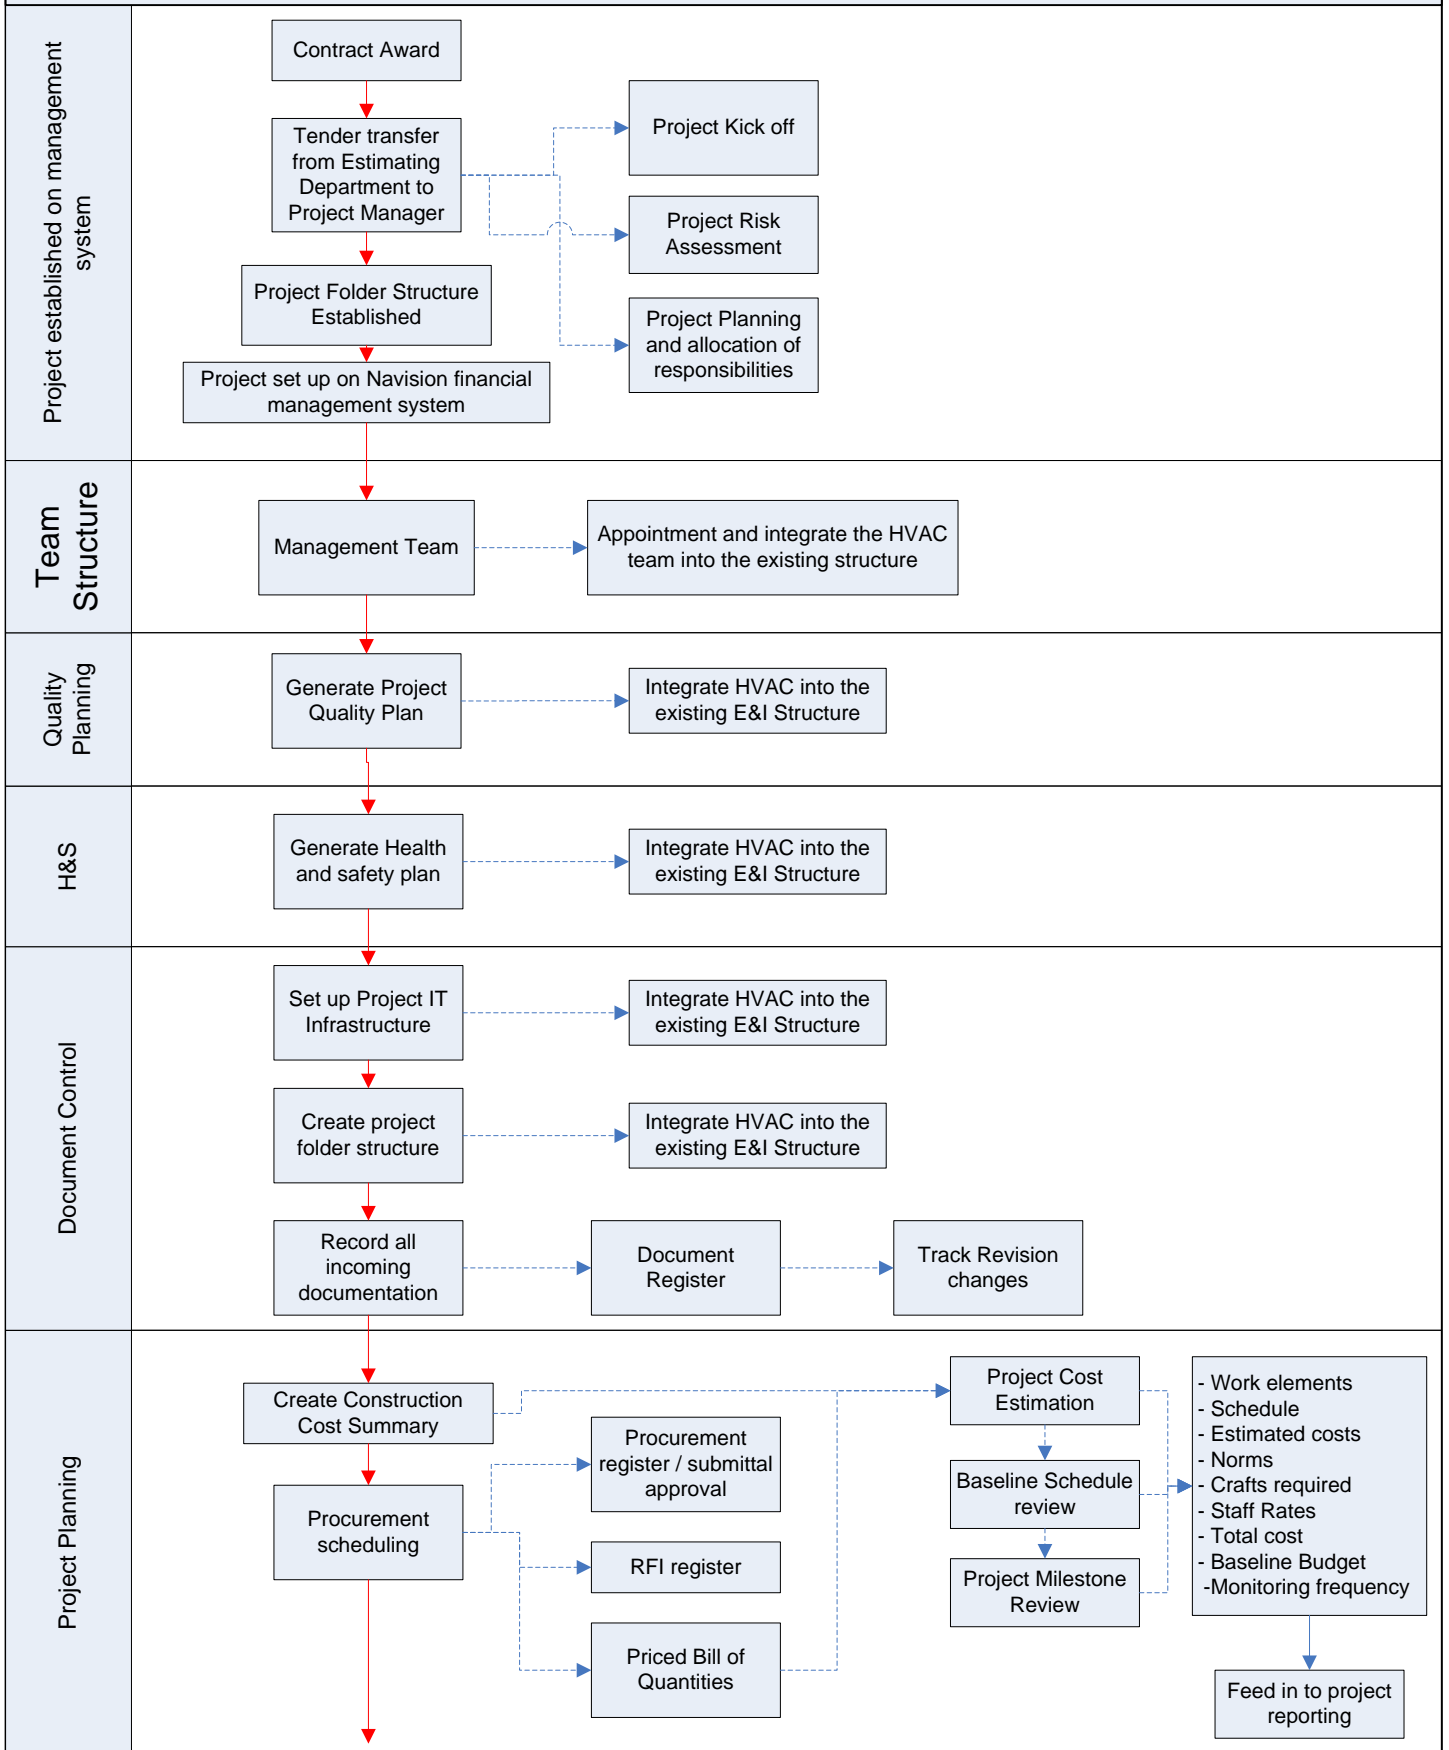 Project established on management
system
Contract Award
Tender transfer
from Estimating
Department to
Project Manager
Project Kick off
Project Risk
Assessment
Project Folder Structure
Established
Project Planning
and allocation of
responsibilities
Project set up on Navision financial
management system
Team
Structure
Management Team
Appointment and integrate the HVAC
team into the existing structure
Quality
Planning
Generate Project
Quality Plan
Integrate HVAC into the
existing E&I Structure
H&S
Generate Health
and safety plan
Integrate HVAC into the
existing E&I Structure
Document Control
Set up Project IT
Infrastructure
Integrate HVAC into the
existing E&I Structure
Create project
folder structure
Integrate HVAC into the
existing E&I Structure
Record all
incoming
documentation
Document
Register
Track Revision
changes
Project Planning
Create Construction
Cost Summary
Procurement
scheduling
Procurement
register / submittal
approval
RFI register
Priced Bill of
Quantities
Project Cost
Estimation
Baseline Schedule
review
Project Milestone
Review
- Work elements
- Schedule
- Estimated costs
- Norms
- Crafts required
- Staff Rates
- Total cost
- Baseline Budget
-Monitoring frequency
Feed in to project
reporting